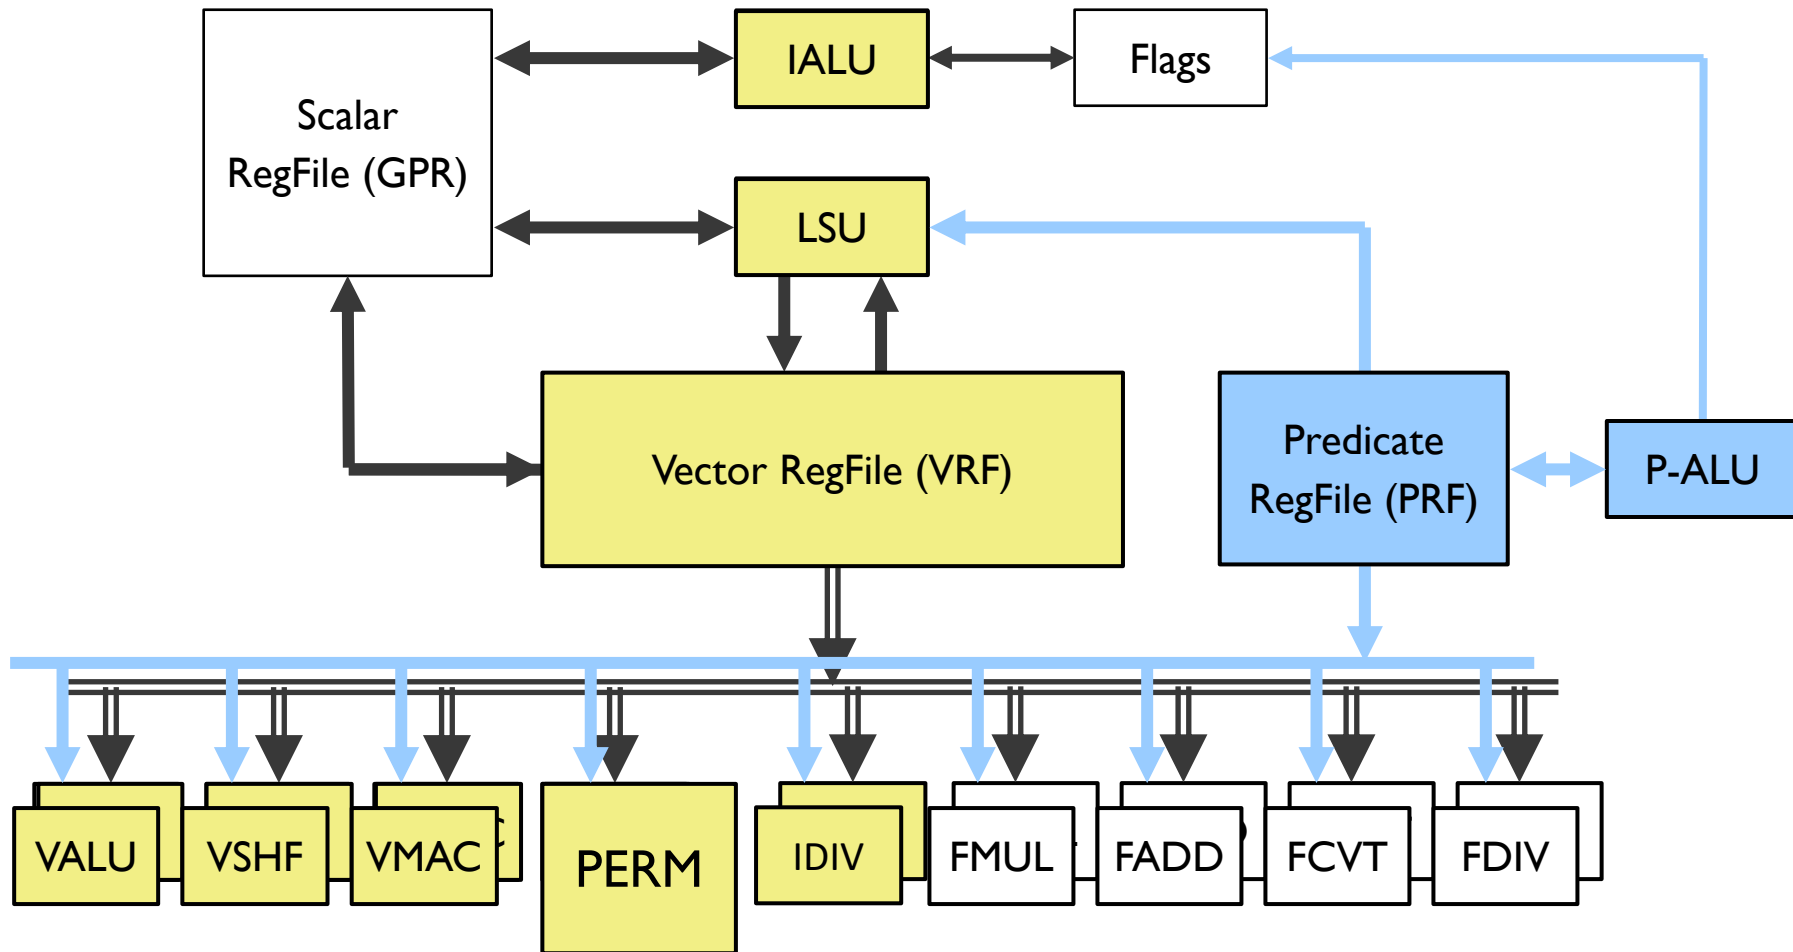 IALU
Flags
Scalar
RegFile (GPR)
LSU
Vector RegFile (VRF)
Predicate
RegFile (PRF)
P-ALU
VALU
VSHF
VMAC
PERM
IDIV
FMUL
FADD
FCVT
FDIV